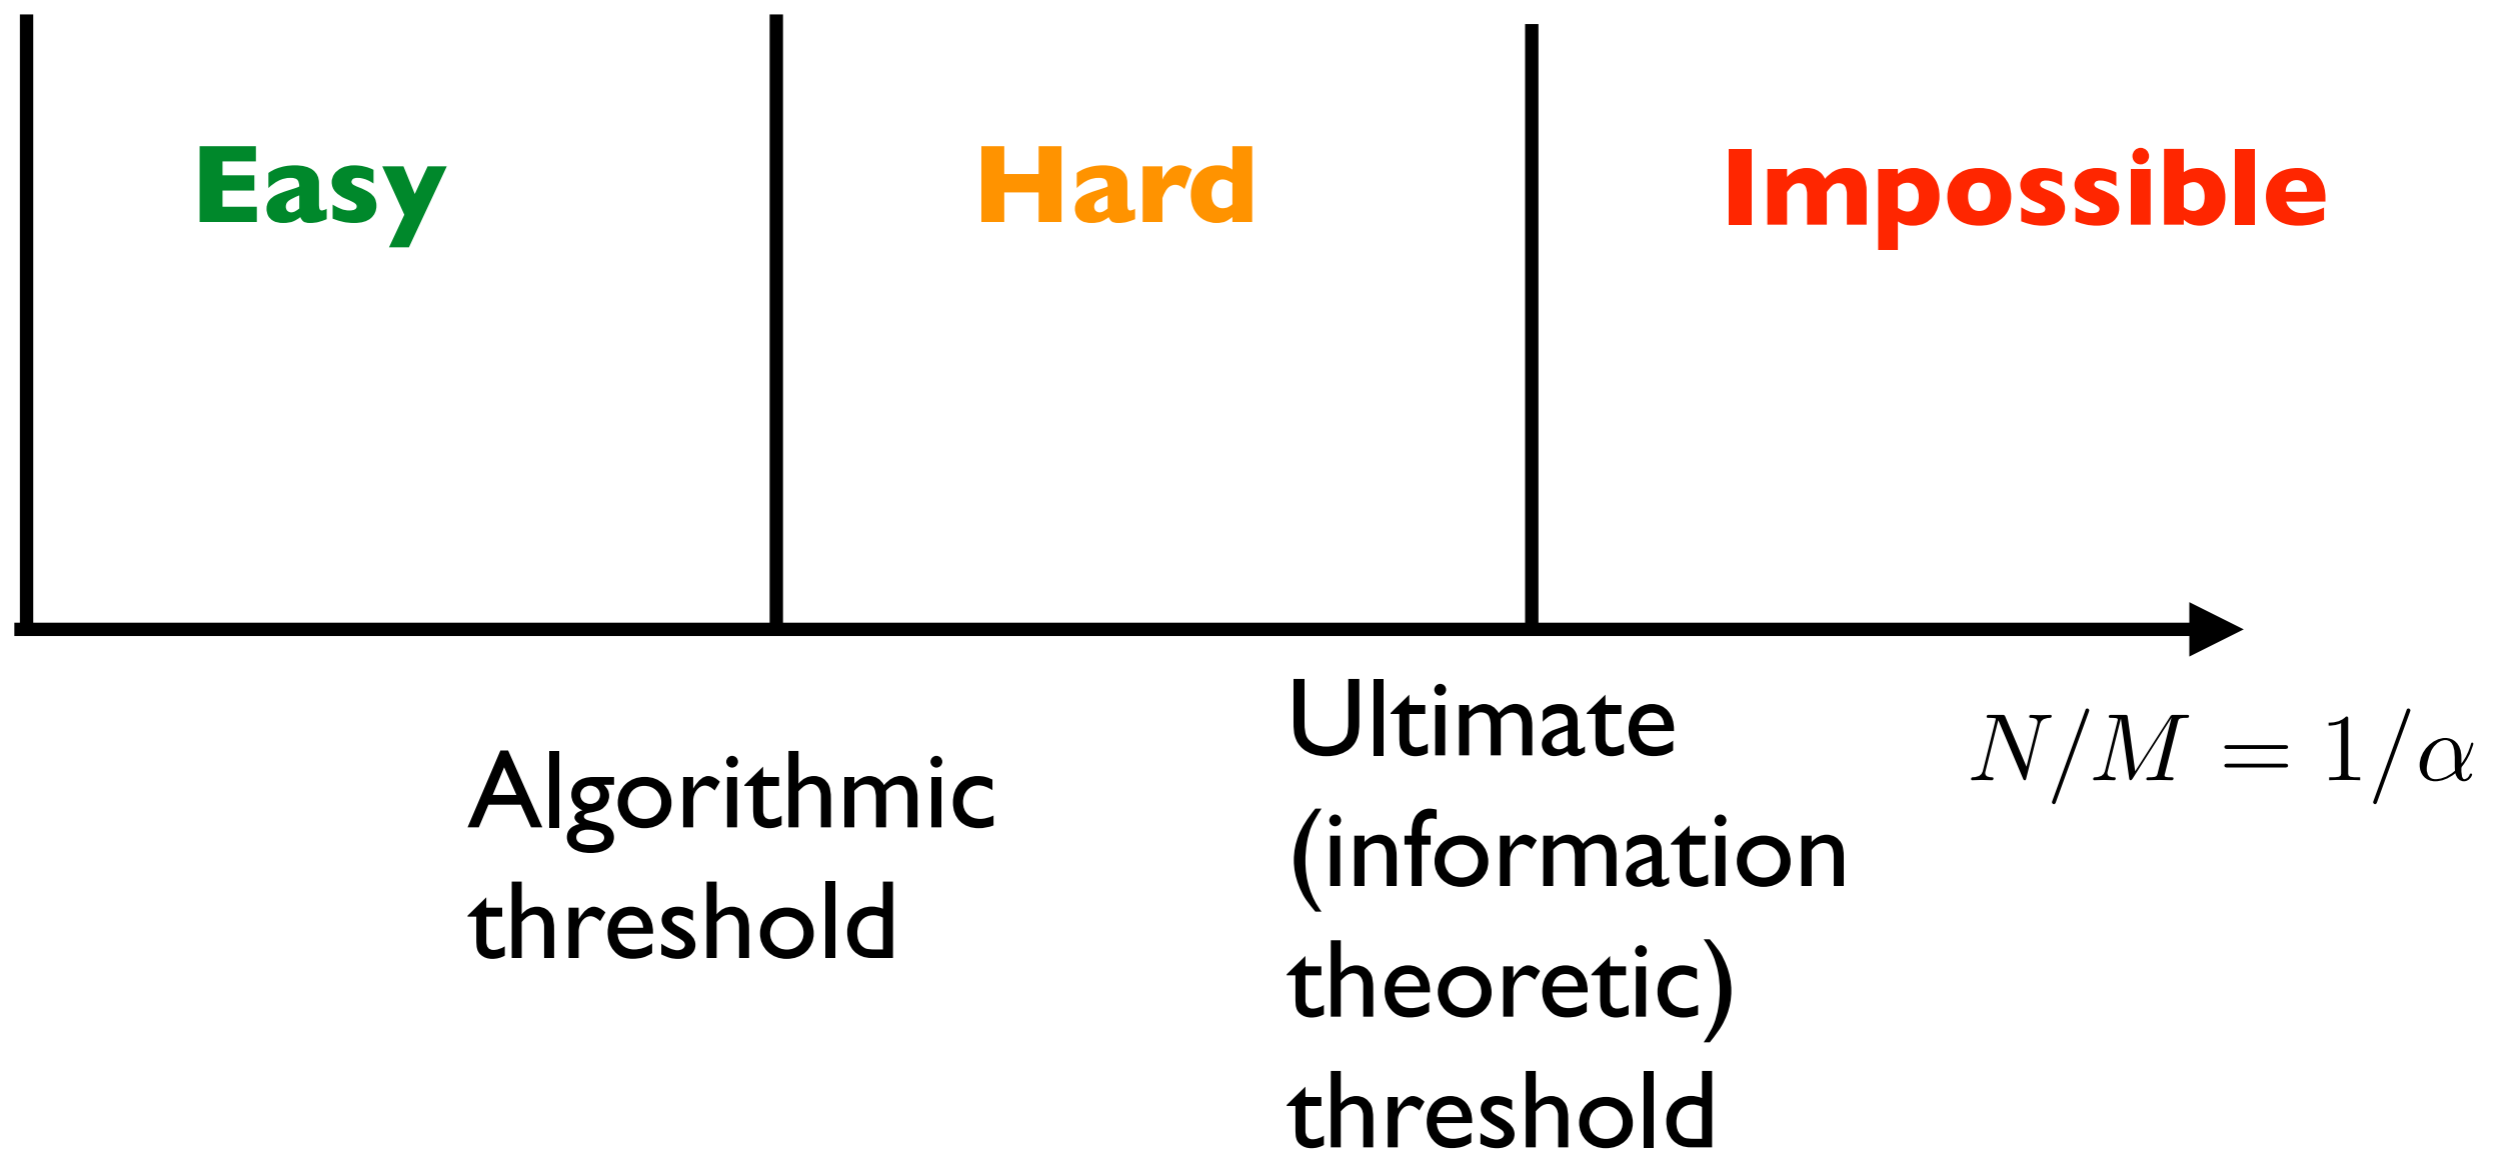 Easy
Hard
Impossible
Algorithmic
threshold
Ultimate
(information
theoretic)
threshold
N/M = 1/α